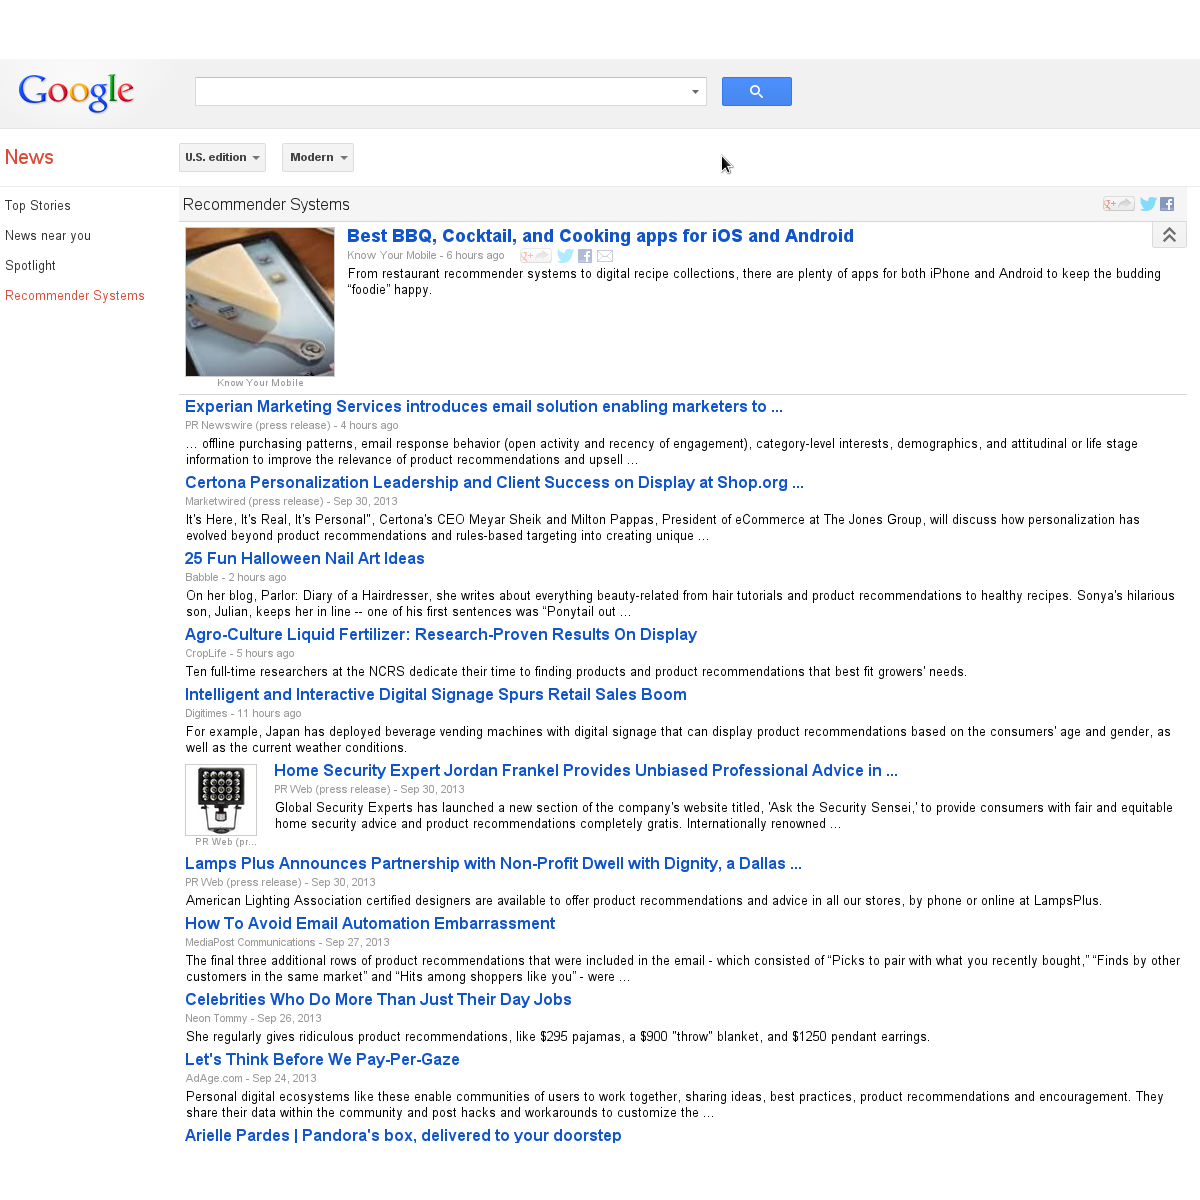 Google
News
U.S. edition
Modern
Top Stories
News near you
Spotlight
Recommender Systems
Recommender Systems
g+
Best BBQ, Cocktail, and Cooking apps for iOS and Android
Know Your Mobile - 6 hours ago
g+
From restaurant recommender systems to digital recipe collections, there are plenty of apps for both iPhone and Android to keep the budding
“foodie” happy.
Know Your Mobile
Experian Marketing Services introduces email solution enabling marketers to ...
PR Newswire (press release) - 4 hours ago
... offline purchasing patterns, email response behavior (open activity and recency of engagement), category-level interests, demographics, and attitudinal or life stage
information to improve the relevance of product recommendations and upsell ...
Certona Personalization Leadership and Client Success on Display at Shop.org ...
Marketwired (press release) - Sep 30, 2013
It's Here, It's Real, It's Personal", Certona's CEO Meyar Sheik and Milton Pappas, President of eCommerce at The Jones Group, will discuss how personalization has
evolved beyond product recommendations and rules-based targeting into creating unique ...
25 Fun Halloween Nail Art Ideas
Babble - 2 hours ago
On her blog, Parlor: Diary of a Hairdresser, she writes about everything beauty-related from hair tutorials and product recommendations to healthy recipes. Sonya's hilarious
son, Julian, keeps her in line -- one of his first sentences was “Ponytail out ...
Agro-Culture Liquid Fertilizer: Research-Proven Results On Display
CropLife - 5 hours ago
Ten full-time researchers at the NCRS dedicate their time to finding products and product recommendations that best fit growers' needs.
Intelligent and Interactive Digital Signage Spurs Retail Sales Boom
Digitimes - 11 hours ago
For example, Japan has deployed beverage vending machines with digital signage that can display product recommendations based on the consumers' age and gender, as
well as the current weather conditions.
Home Security Expert Jordan Frankel Provides Unbiased Professional Advice in ...
PR Web (press release) - Sep 30, 2013
Global Security Experts has launched a new section of the company's website titled, 'Ask the Security Sensei,' to provide consumers with fair and equitable
home security advice and product recommendations completely gratis. Internationally renowned ...
PR Web (pr...
Lamps Plus Announces Partnership with Non-Profit Dwell with Dignity, a Dallas ...
PR Web (press release) - Sep 30, 2013
American Lighting Association certified designers are available to offer product recommendations and advice in all our stores, by phone or online at LampsPlus.
How To Avoid Email Automation Embarrassment
MediaPost Communications - Sep 27, 2013
The final three additional rows of product recommendations that were included in the email - which consisted of “Picks to pair with what you recently bought,” “Finds by other
customers in the same market” and “Hits among shoppers like you” - were ...
Celebrities Who Do More Than Just Their Day Jobs
Neon Tommy - Sep 26, 2013
She regularly gives ridiculous product recommendations, like $295 pajamas, a $900 "throw" blanket, and $1250 pendant earrings.
Let's Think Before We Pay-Per-Gaze
AdAge.com - Sep 24, 2013
Personal digital ecosystems like these enable communities of users to work together, sharing ideas, best practices, product recommendations and encouragement. They
share their data within the community and post hacks and workarounds to customize the ...
Arielle Pardes | Pandora's box, delivered to your doorstep